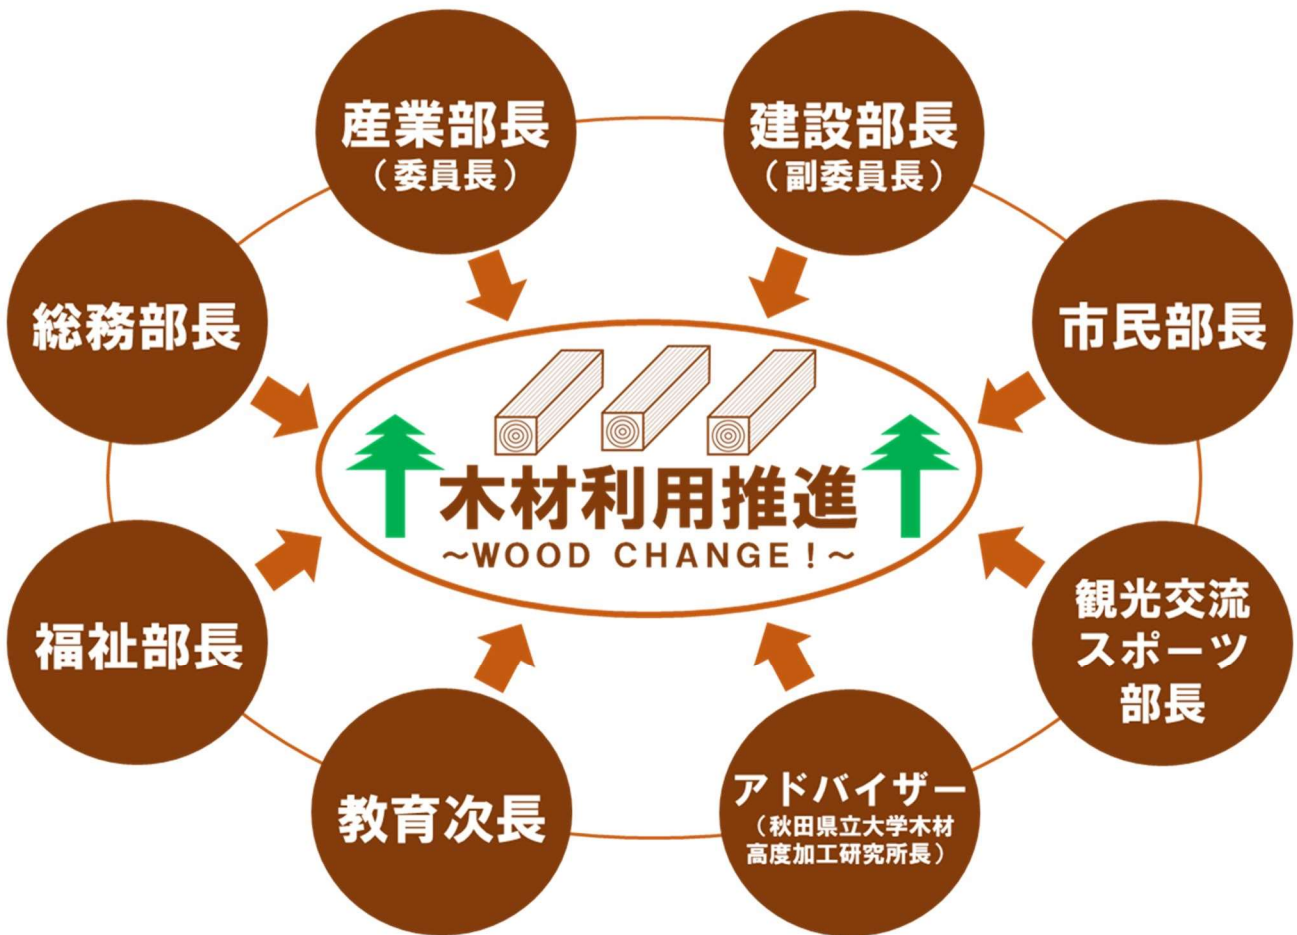 産業部長
(委員長)
建設部長
(副委員長)
総務部長
市民部長
木材利用推進
~WOOD CHANGE!~
福祉部長
観光交流
スポーツ
部長
教育次長
アドバイザー
(秋田県立大学木材
高度加工研究所長)